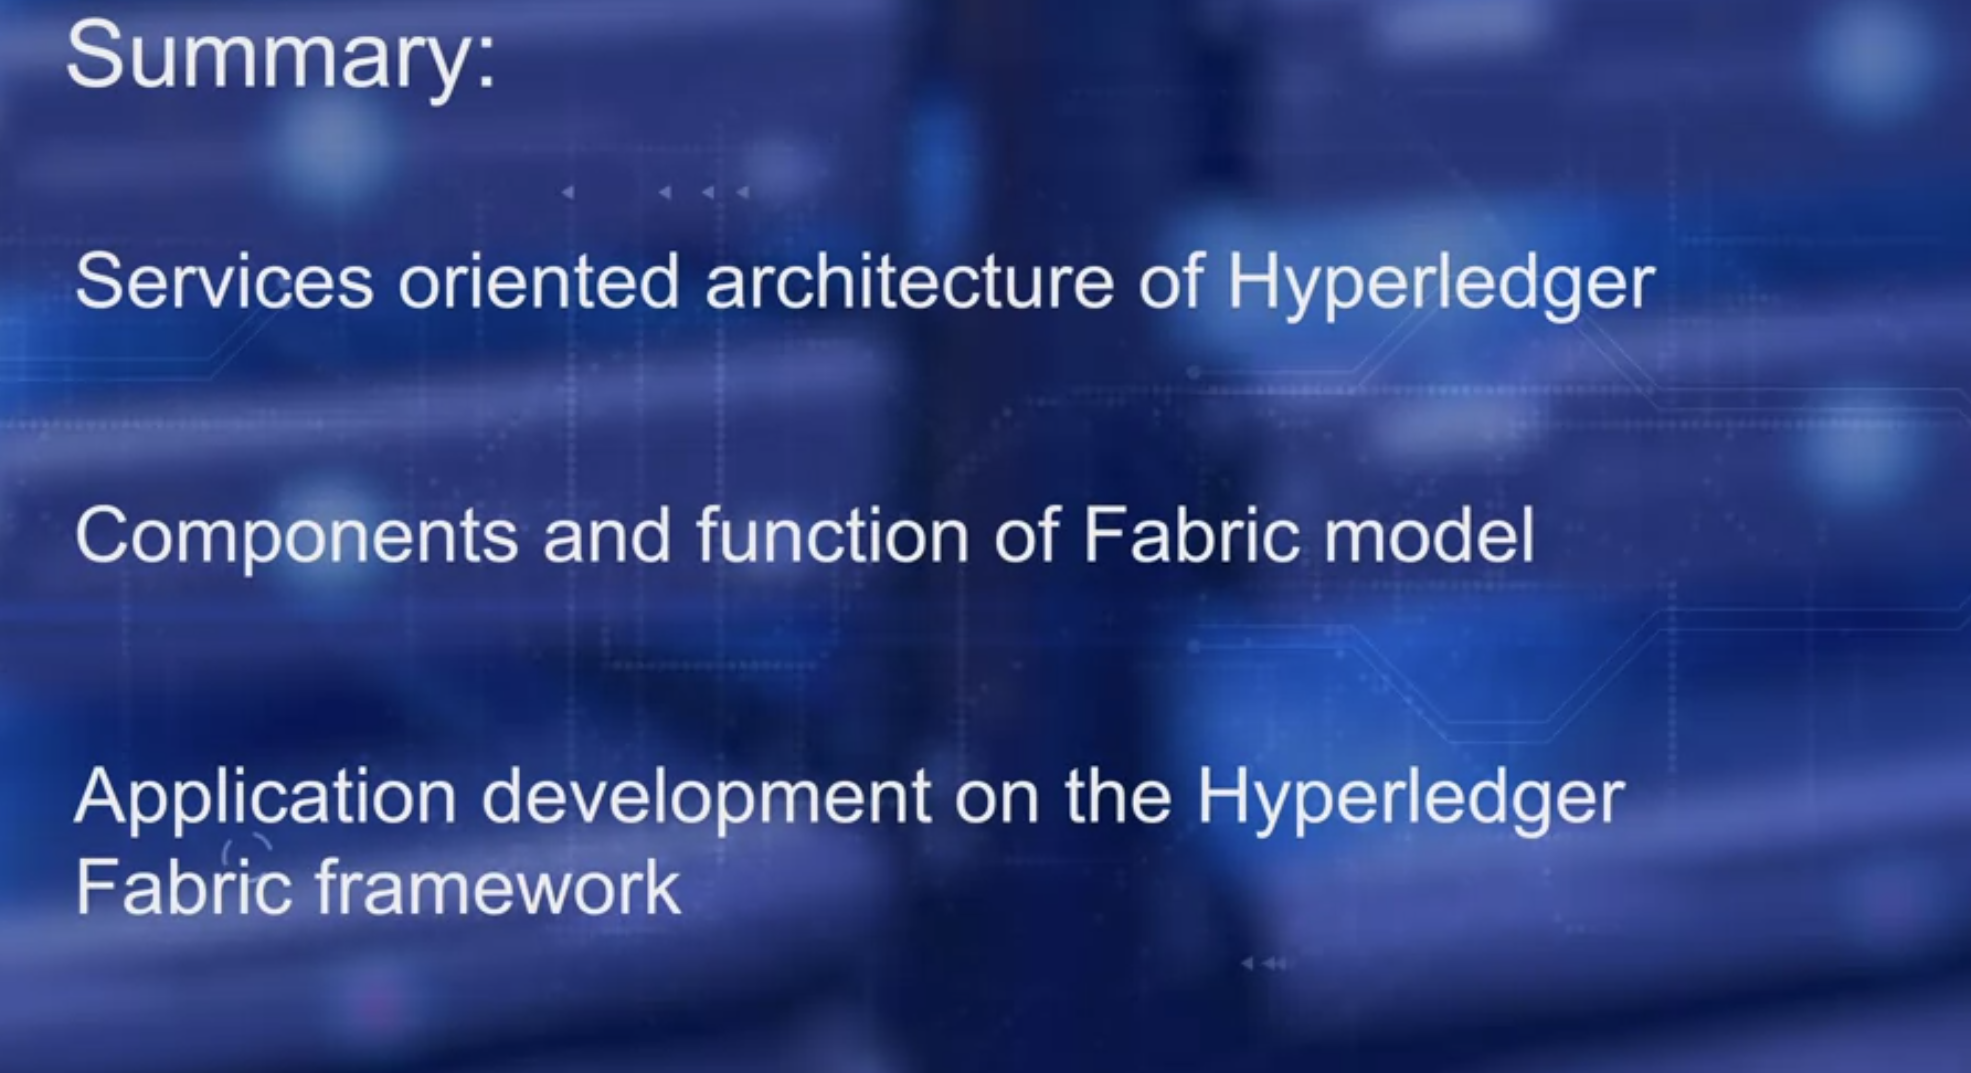 Summary:
Services oriented architecture of Hyperledger
Components and function of Fabric model
Application development on the Hyperledger
Fabric framework